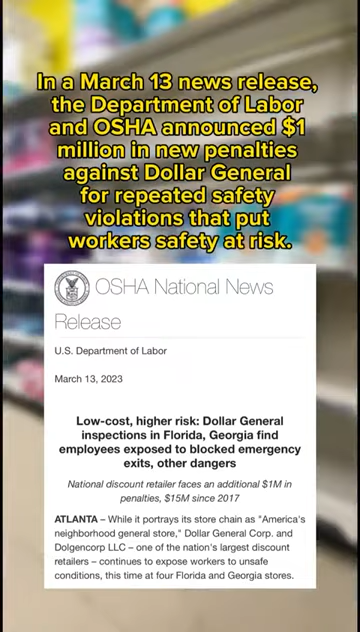 In a March 13 news release,
the Department of Labor
and OSHA announced $1
million in new penalties
against Dollar General
for repeated safety
violations that put
workers safety at risk.
OSHA National News
Release
U.S. Department of Labor
March 13, 2023
Low-cost, higher risk: Dollar General
inspections in Florida, Georgia find
employees exposed to blocked emergency
exits, other dangers
National discount retailer faces an additional $1M in
penalties, $15M since 2017
ATLANTA – While it portrays its store chain as "America's
neighborhood general store," Dollar General Corp. and
Dolgencorp LLC – one of the nation's largest discount
retailers – continues to expose workers to unsafe
conditions, this time at four Florida and Georgia stores.